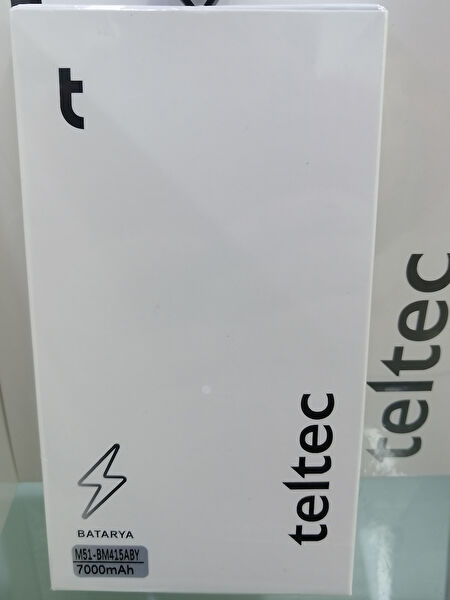 t
teltec
teltec
BATARYA
M51-BM415ABY
7000mAh